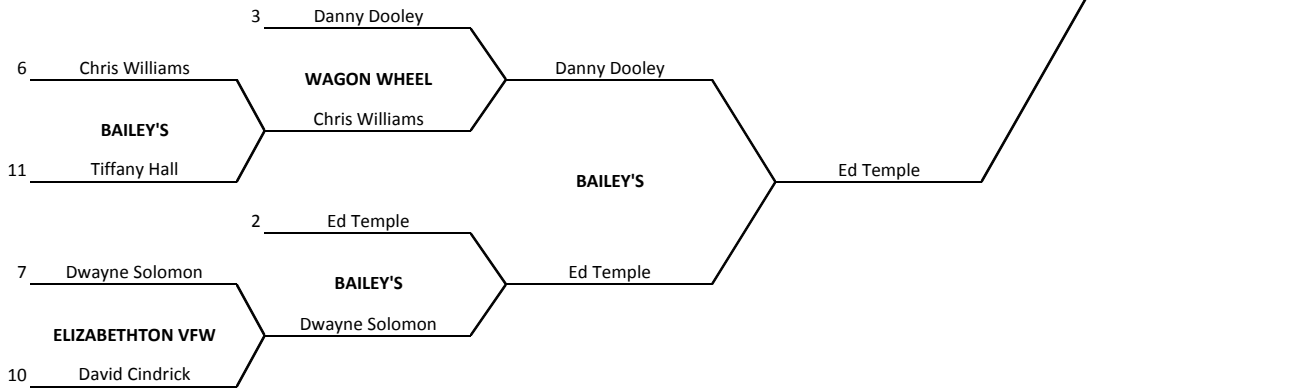 3 Danny Dooley
6 Chris Williams
WAGON WHEEL
Danny Dooley
BAILEY'S
Chris Williams
11 Tiffany Hall
BAILEY'S
Ed Temple
2 Ed Temple
7 Dwayne Solomon
BAILEY'S
Ed Temple
ELIZABETHTON VFW
Dwayne Solomon
10 David Cindrick